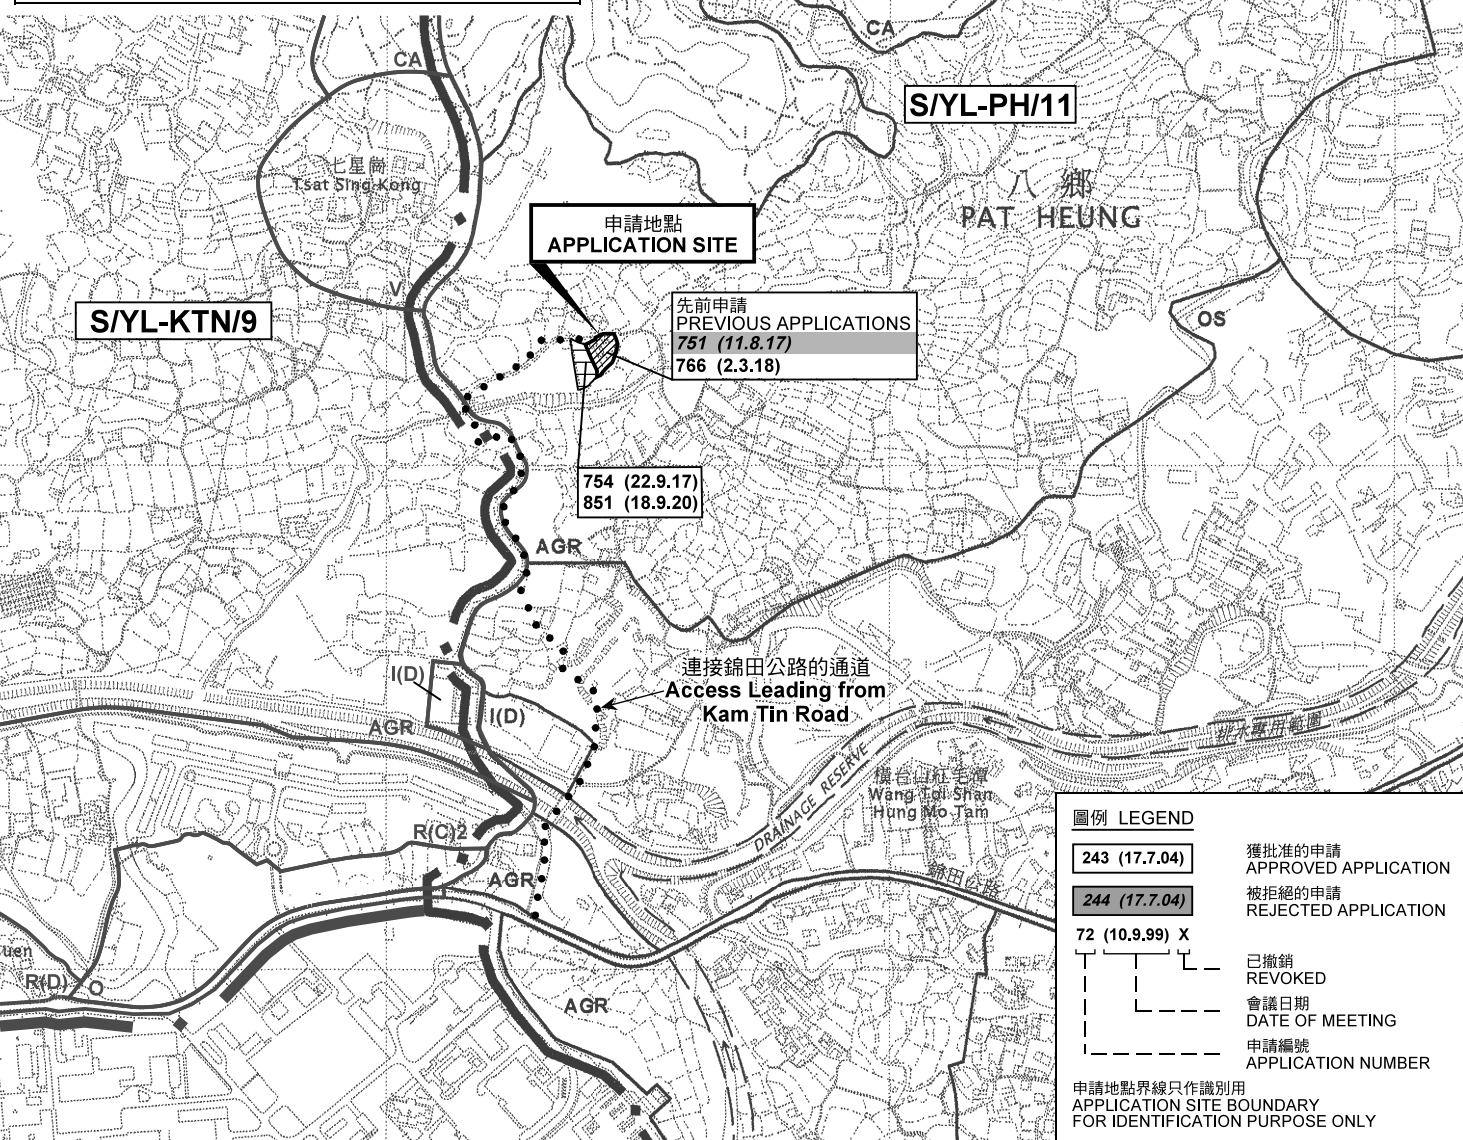 CA
CA
S/YL-PH/11
七星崗
Tsat Sing Kong
八鄉
PAT HEUNG
申請地點
APPLICATION SITE
V
S/YL-KTN/9
先前申請
PREVIOUS APPLICATIONS
751 (11.8.17)
766 (2.3.18)
OS
754 (22.9.17)
851 (18.9.20)
AGR
I(D)
連接錦田公路的通道
Access Leading from
Kam Tin Road
I(D)
AGR
排水專用範圍
DRAINAGE RESERVE
橫台山紅毛潭
Wang Toi Shan
Hung Mo Tam
R(C)2
AGR
錦田公路
uen
R(D)
O
AGR
圖例 LEGEND
243 (17.7.04)
獲批准的申請
APPROVED APPLICATION
244 (17.7.04)
被拒絕的申請
REJECTED APPLICATION
72 (10.9.99) X
已撤銷
REVOKED
會議日期
DATE OF MEETING
申請編號
APPLICATION NUMBER
申請地點界線只作識別用
APPLICATION SITE BOUNDARY
FOR IDENTIFICATION PURPOSE ONLY